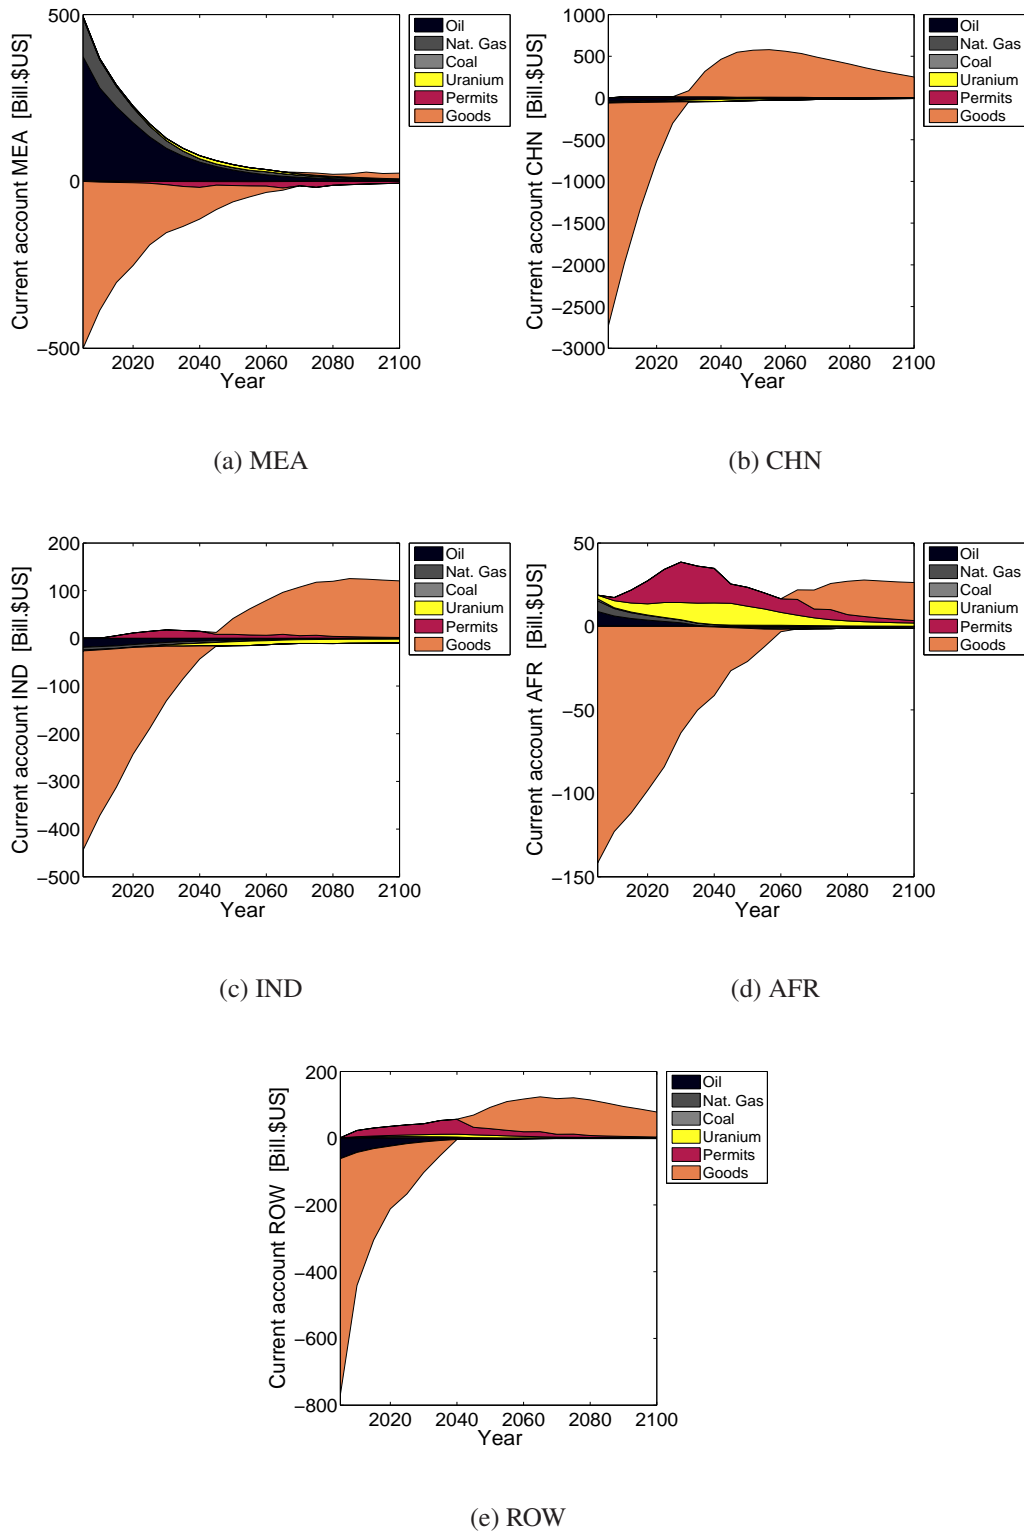 500
0
−500
2020 2040 2060 2080 2100
Year
Current account MEA [Bill.$US]
Oil
Nat. Gas
Coal
Uranium
Permits
Goods
(a) MEA
1000
500
0
−500
−1000
−1500
−2000
−2500
−3000
2020 2040 2060 2080 2100
Year
Current account CHN [Bill.$US]
Oil
Nat. Gas
Coal
Uranium
Permits
Goods
(b) CHN
200
100
0
−100
−200
−300
−400
−500
2020 2040 2060 2080 2100
Year
Current account IND [Bill.$US]
Oil
Nat. Gas
Coal
Uranium
Permits
Goods
(c) IND
50
0
−50
−100
−150
2020 2040 2060 2080 2100
Year
Current account AFR [Bill.$US]
Oil
Nat. Gas
Coal
Uranium
Permits
Goods
(d) AFR
200
0
−200
−400
−600
−800
2020 2040 2060 2080 2100
Year
Current account ROW [Bill.$US]
Oil
Nat. Gas
Coal
Uranium
Permits
Goods
(e) ROW